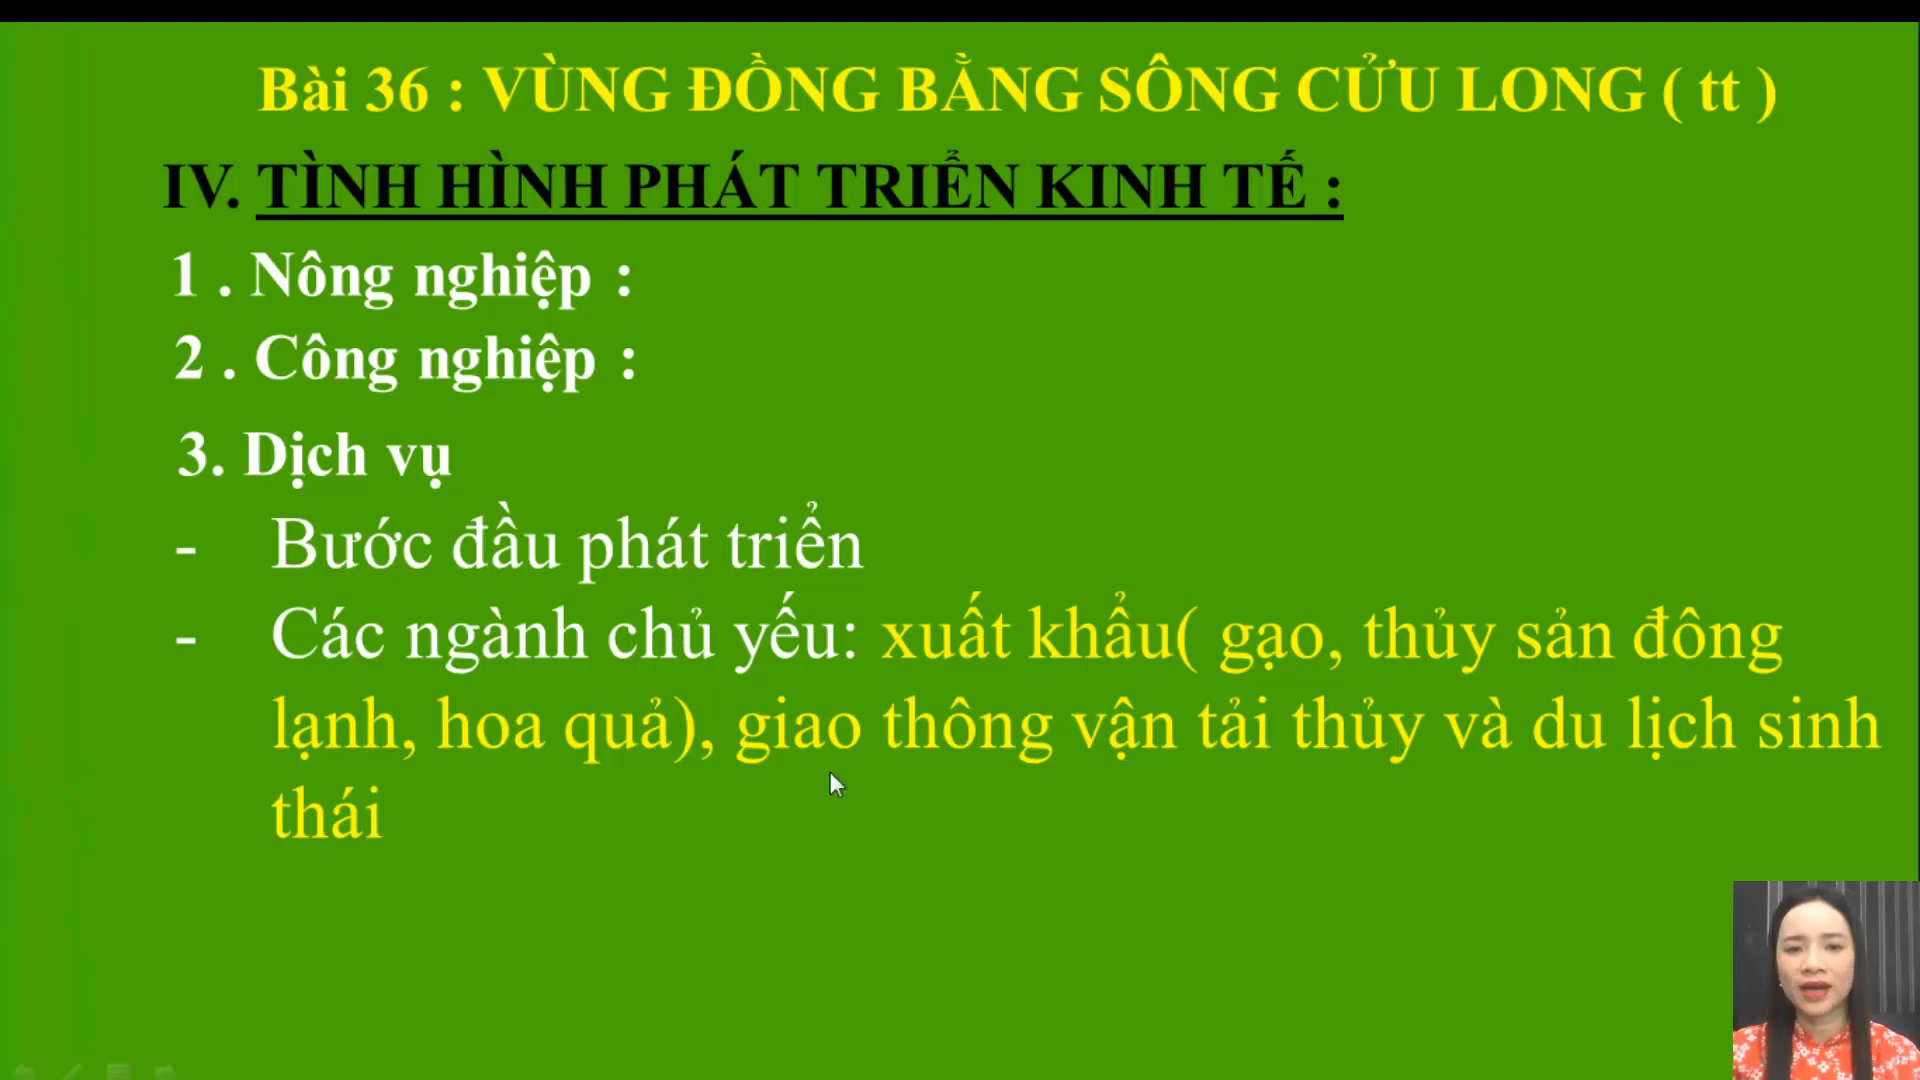 Bài 36 : VÙNG ĐỒNG BẰNG SÔNG CỬU LONG ( tt )
IV. TÌNH HÌNH PHÁT TRIỂN KINH TẾ :
1 . Nông nghiệp :
2 . Công nghiệp :
3. Dịch vụ
- Bước đầu phát triển
- Các ngành chủ yếu: xuất khẩu( gạo, thủy sản đông
lạnh, hoa quả), giao thông vận tải thủy và du lịch sinh
thái